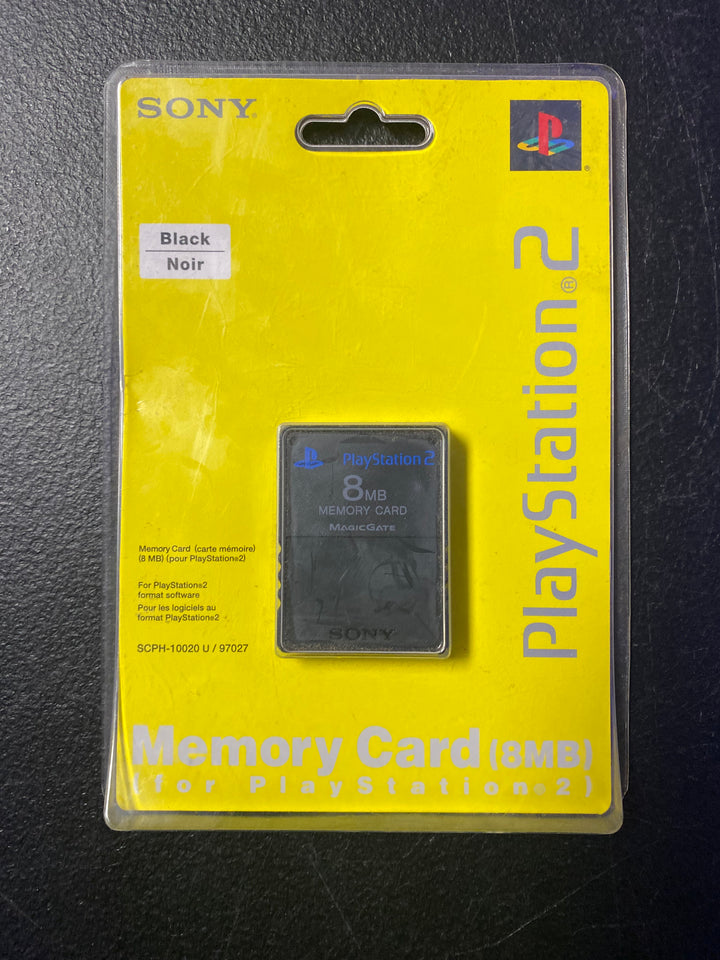 SONY®
Black
Noir
PlayStation®2
PlayStation 2
8MB
MEMORY CARD
MAGICGATE
SONY
Memory Card (carte mémoire)
(8 MB) (pour PlayStation®2)
For PlayStation®2
format software
Pour les logiciels au
format PlayStation®2
SCPH-10020 U / 97027
Memory Card (8MB)
(for PlayStation®2)